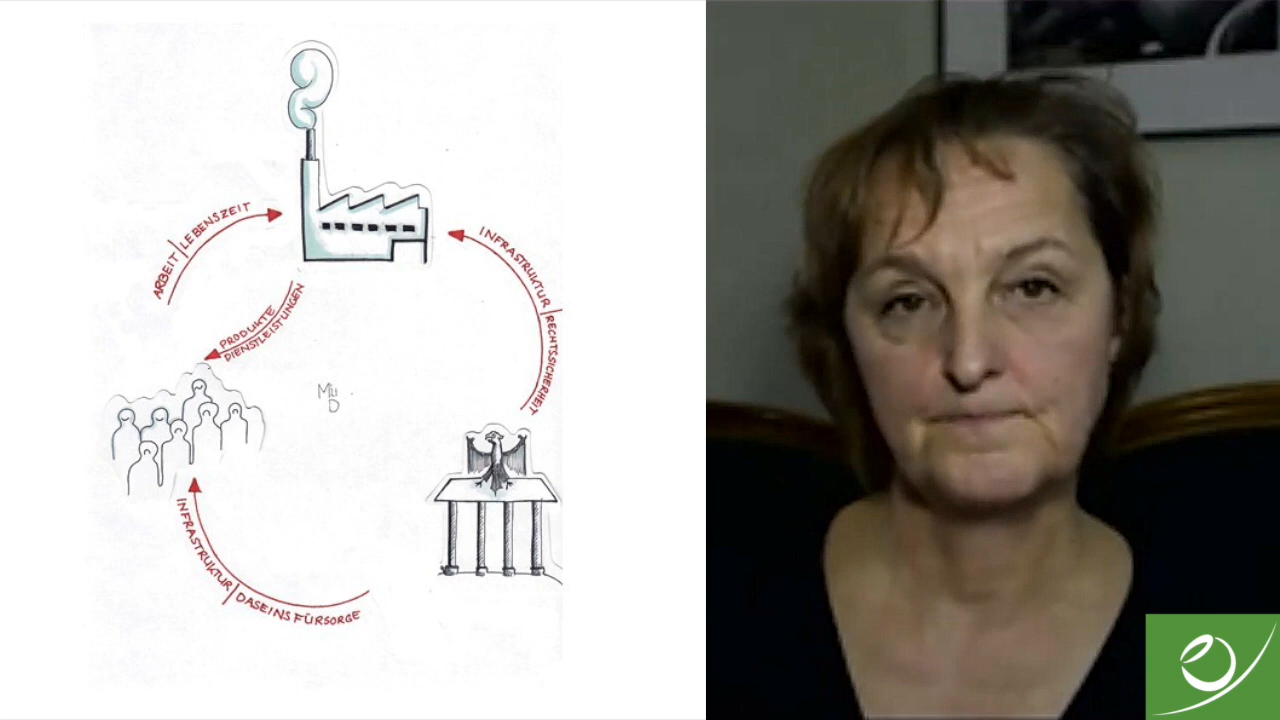 ARBEIT | LEBENSZEIT
INFRASTRUKTUR | RECHTSSICHERHEIT
PRODUKTE
DIENSTLEISTUNGEN
INFRASTRUKTUR | DASEINSFÜRSORGE